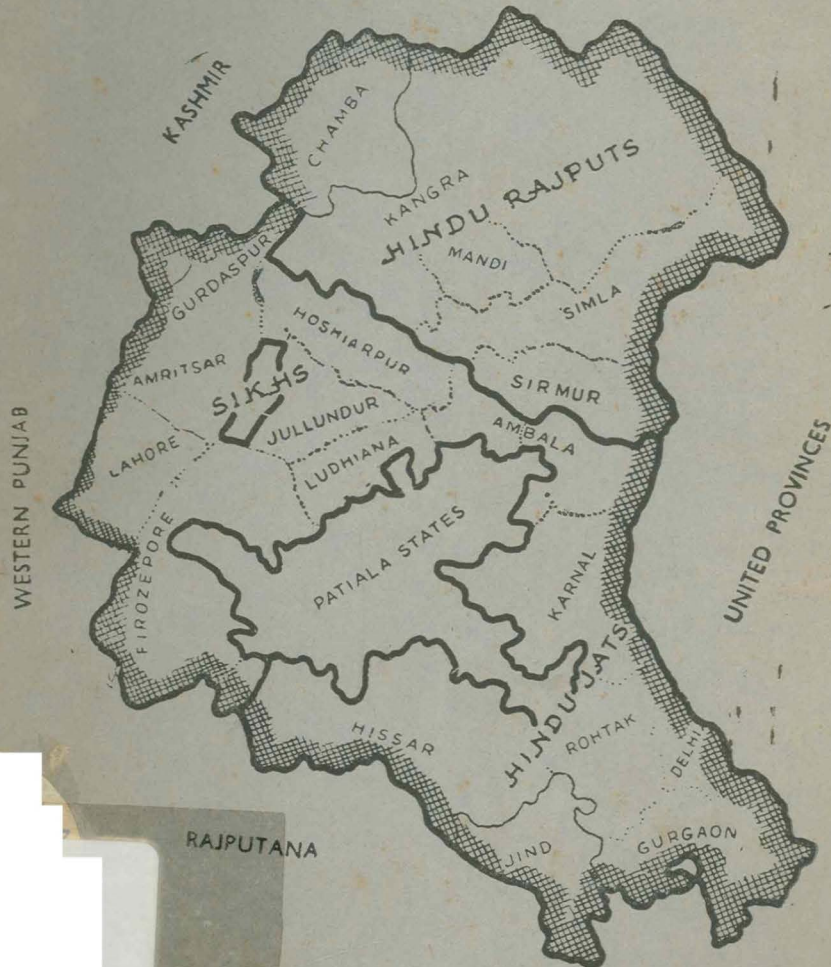 KASHMIR
CHAMBA
KANGRA
HINDU RAJPUTS
MANDI
SIMLA
SIRMUR
GURDASPUR
HOSHIARPUR
AMRITSAR
SIKHS
JULLUNDUR
LAHORE
LUDHIANA
AMBALA
WESTERN PUNJAB
UNITED PROVINCES
FIROZEPORE
PATIALA STATES
KARNAL
HINDU JATS
HISSAR
ROHTAK
DELHI
RAJPUTANA
JIND
GURGAON